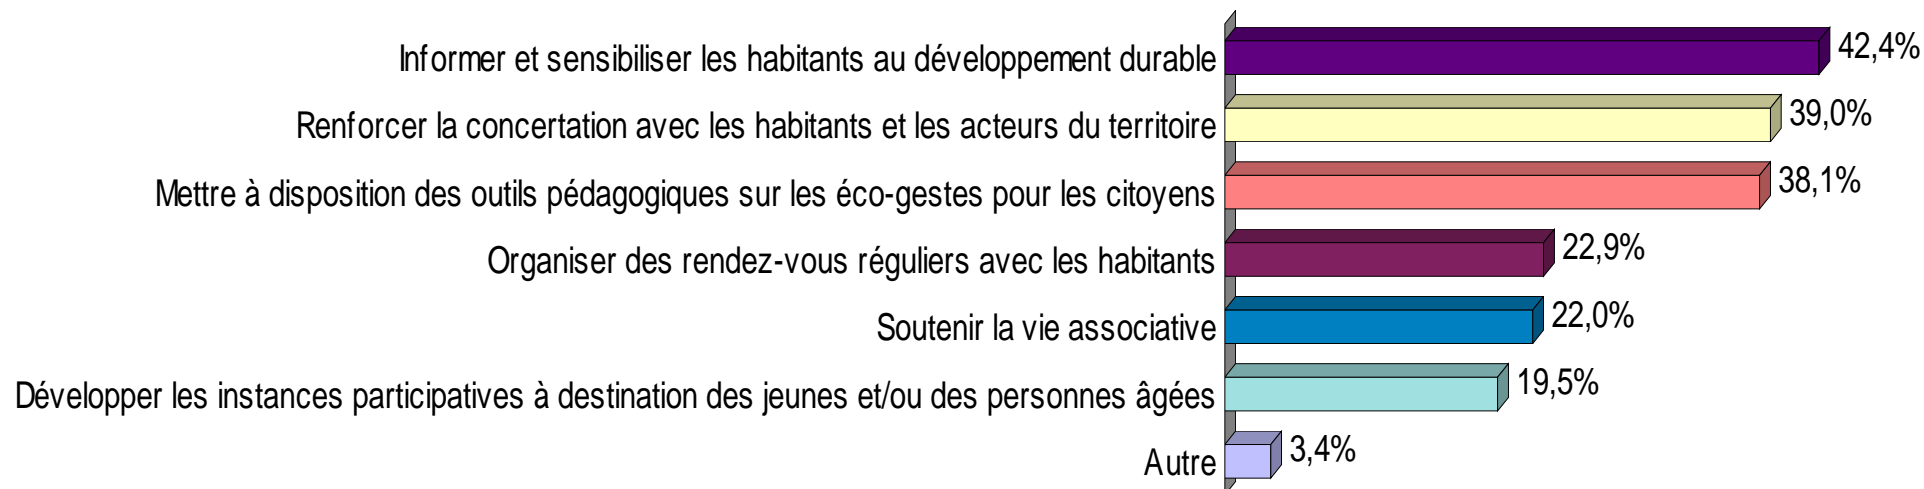 Informer et sensibiliser les habitants au développement durable 42,4%
Renforcer la concertation avec les habitants et les acteurs du territoire 39,0%
Mettre à disposition des outils pédagogiques sur les éco-gestes pour les citoyens 38,1%
Organiser des rendez-vous réguliers avec les habitants 22,9%
Soutenir la vie associative 22,0%
Développer les instances participatives à destination des jeunes et/ou des personnes âgées 19,5%
Autre 3,4%